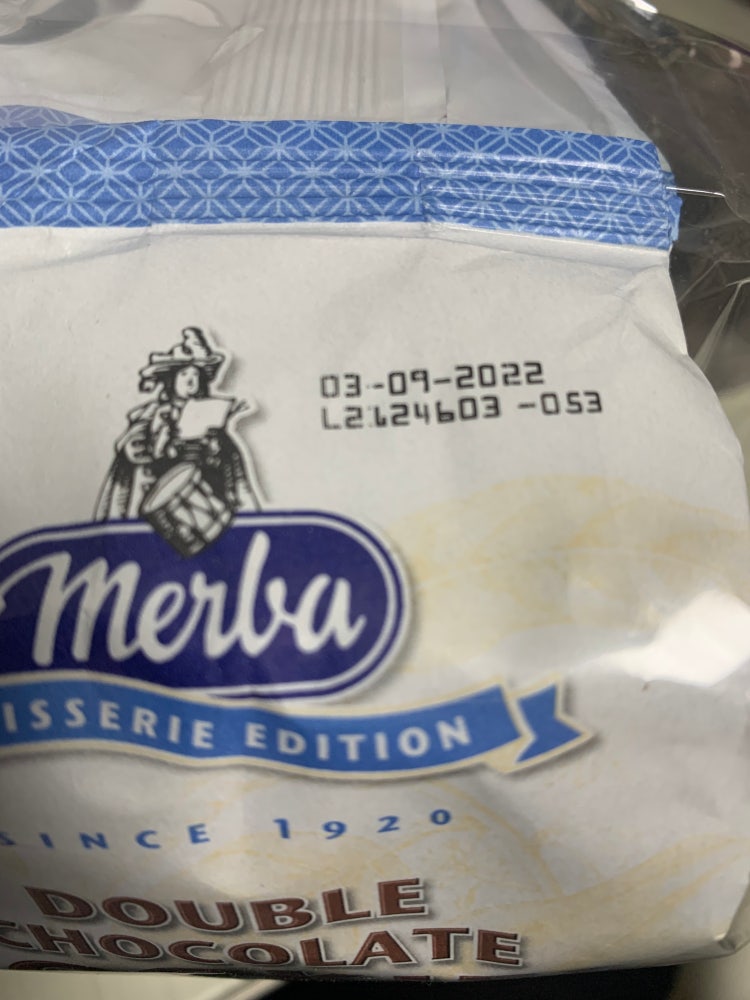 03-09-2022
L2124603 -053
Merba
ISSERIE EDITION
SINCE 1920
DOUBLE
CHOCOLATE